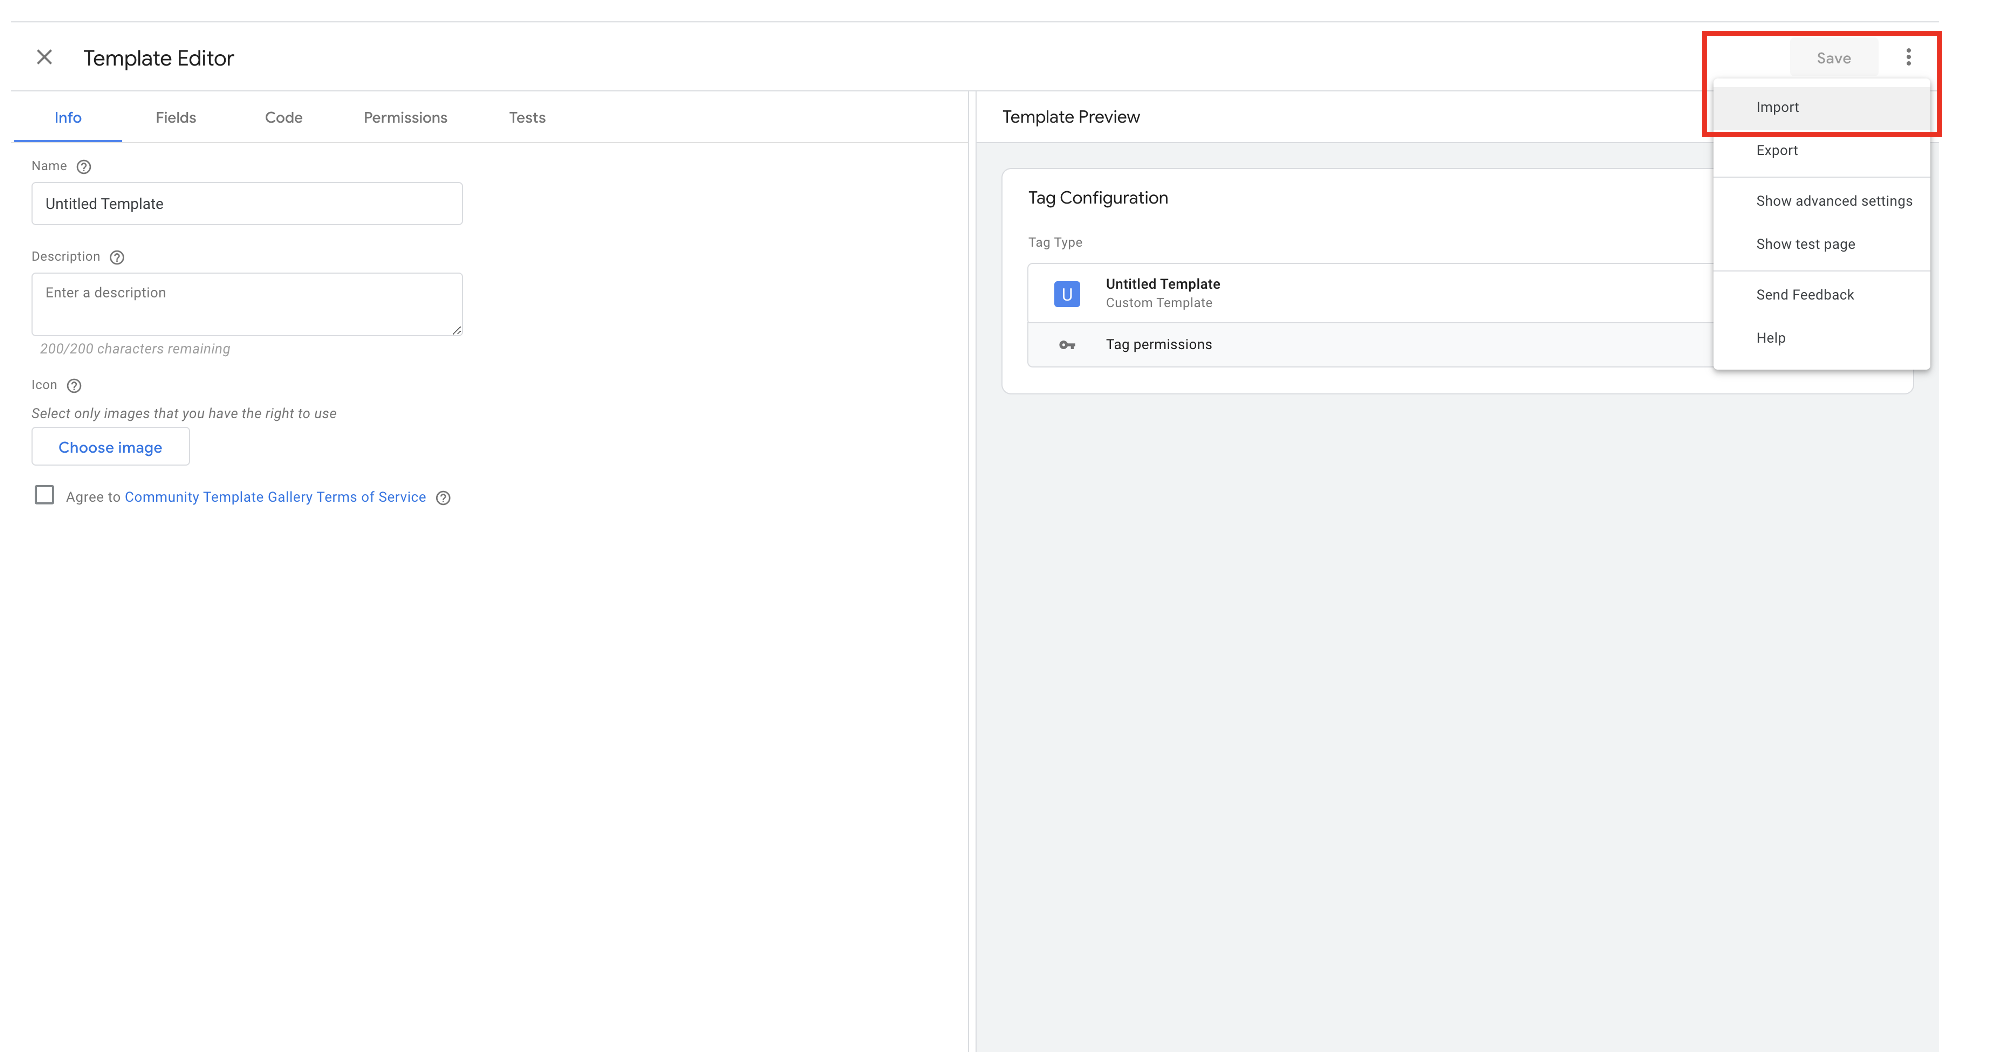 Template Editor
Save
Info
Fields
Code
Permissions
Tests
Name
Untitled Template
Description
Enter a description
200/200 characters remaining
Icon
Select only images that you have the right to use
Choose image
Agree to Community Template Gallery Terms of Service
Template Preview
Tag Configuration
Tag Type
U
Untitled Template
Custom Template
Tag permissions
Import
Export
Show advanced settings
Show test page
Send Feedback
Help